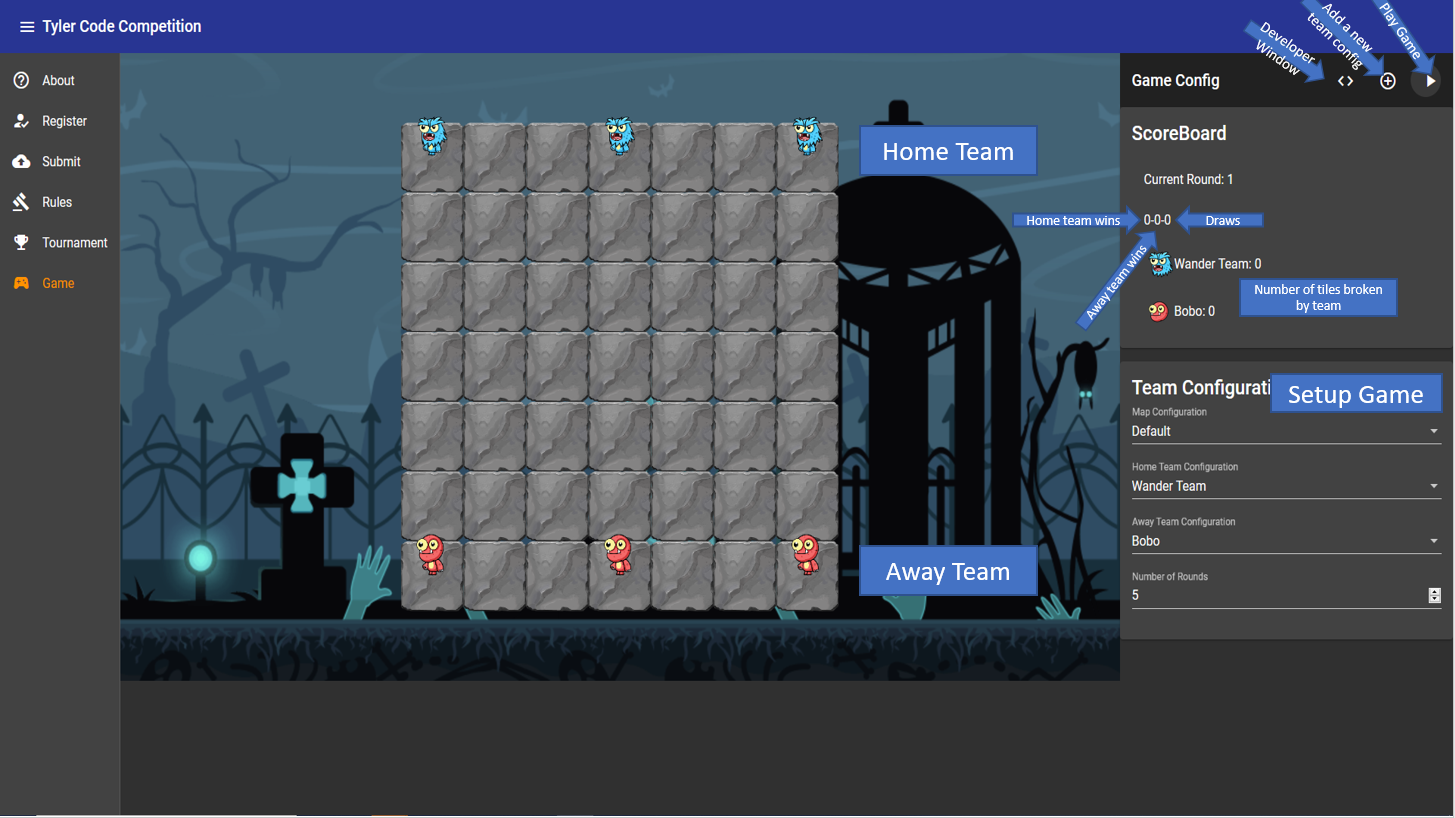 Tyler Code Competition
About
Register
Submit
Rules
Tournament
Game
Home Team
Away Team
Developer
Window
Add a new
team config
Play Game
Game Config
ScoreBoard
Current Round: 1
Home team wins
0-0-0
Draws
Away team wins
Wander Team: 0
Number of tiles broken
by team
Bobo: 0
Team Configurati
Setup Game
Map Configuration
Default
Home Team Configuration
Wander Team
Away Team Configuration
Bobo
Number of Rounds
5